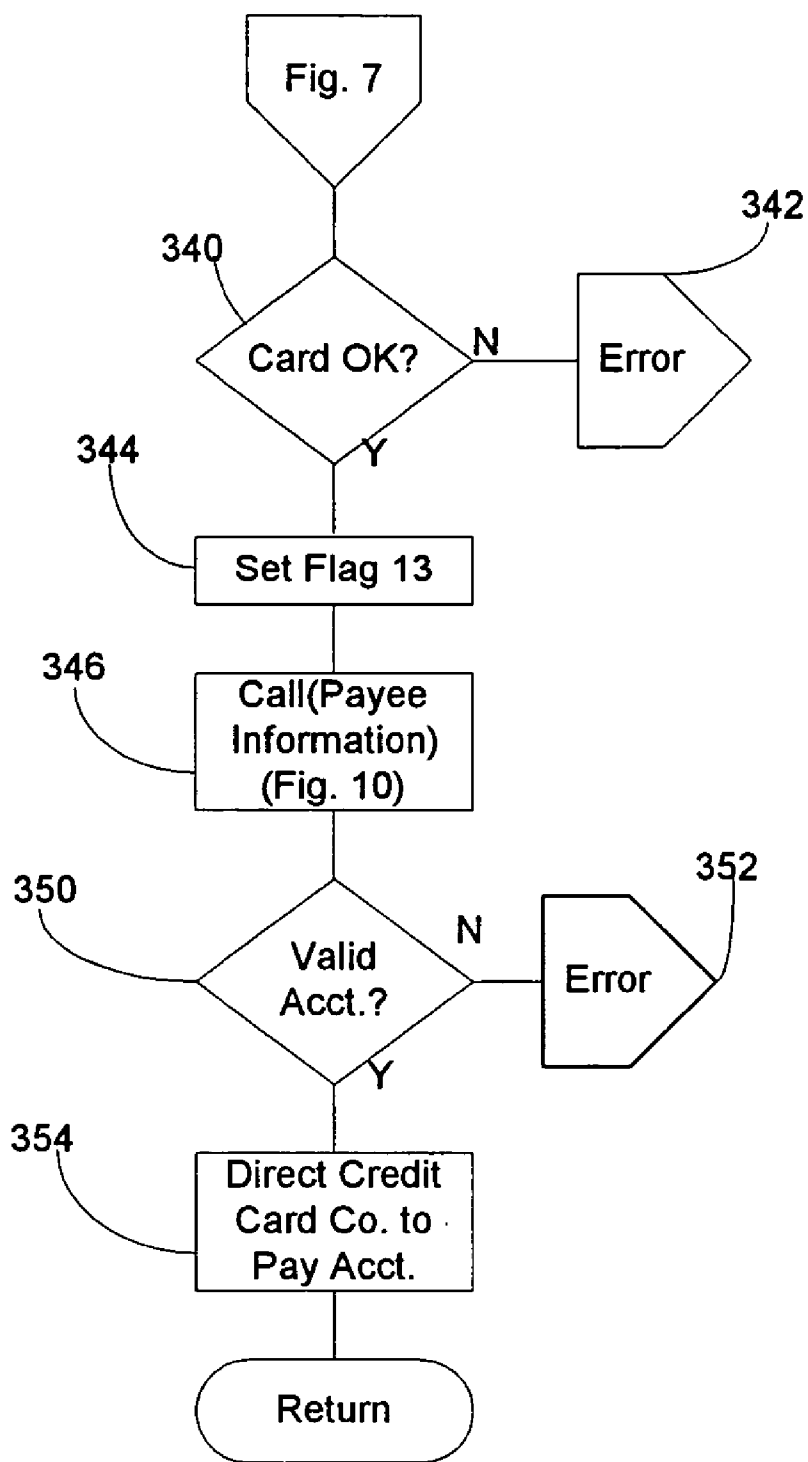 Fig. 7
342
340
Card OK?
N
Error
Y
344
Set Flag 13
346
Call(Payee
Information)
(Fig. 10)
350
352
N
Valid
Acct.?
Error
Y
354
Direct Credit
Card Co. to
Pay Acct.
Return